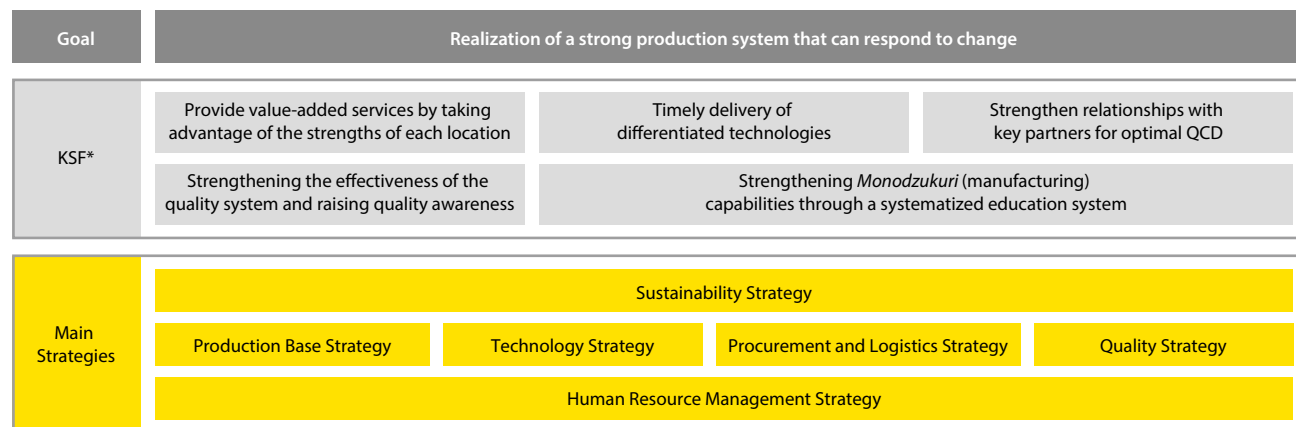 Goal
Realization of a strong production system that can respond to change
KSF*
Provide value-added services by taking
advantage of the strengths of each location
Timely delivery of
differentiated technologies
Strengthen relationships with
key partners for optimal QCD
Strengthening the effectiveness of the
quality system and raising quality awareness
Strengthening Monodzukuri (manufacturing)
capabilities through a systematized education system
Main
Strategies
Sustainability Strategy
Production Base Strategy
Technology Strategy
Procurement and Logistics Strategy
Quality Strategy
Human Resource Management Strategy